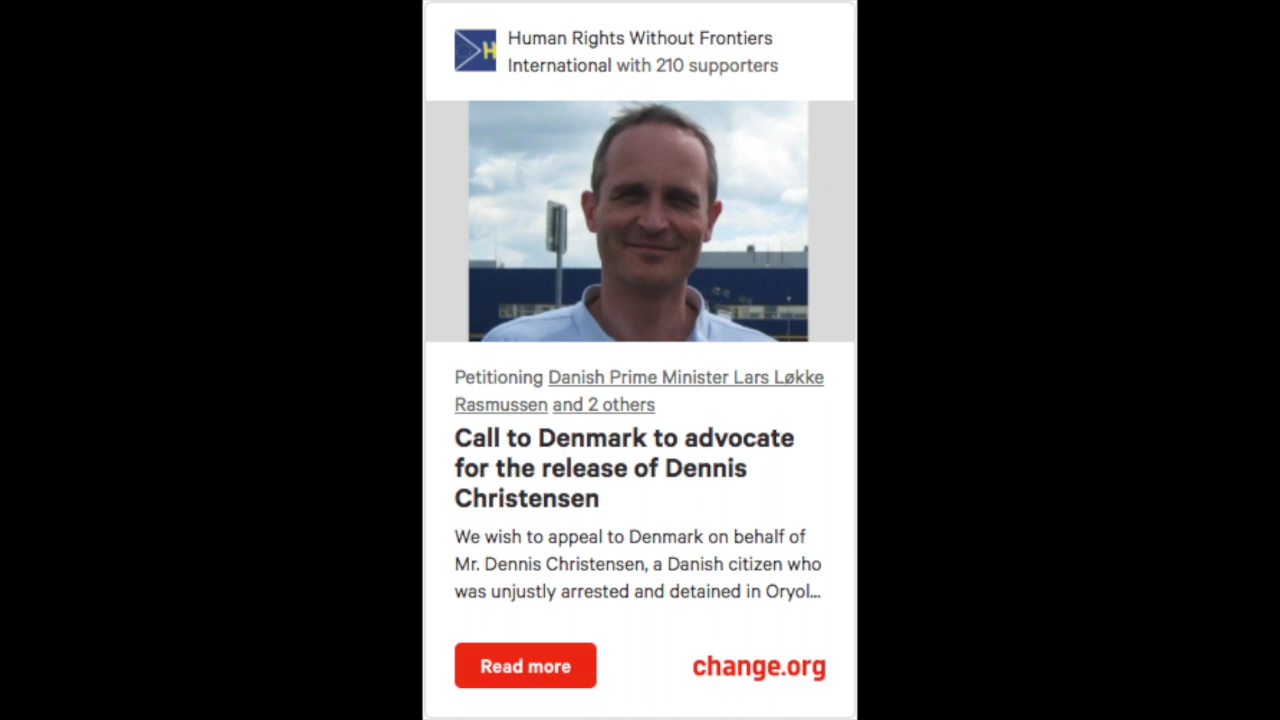 H
Human Rights Without Frontiers
International with 210 supporters
Petitioning Danish Prime Minister Lars Løkke
Rasmussen and 2 others
Call to Denmark to advocate
for the release of Dennis
Christensen
We wish to appeal to Denmark on behalf of
Mr. Dennis Christensen, a Danish citizen who
was unjustly arrested and detained in Oryol...
Read more
change.org